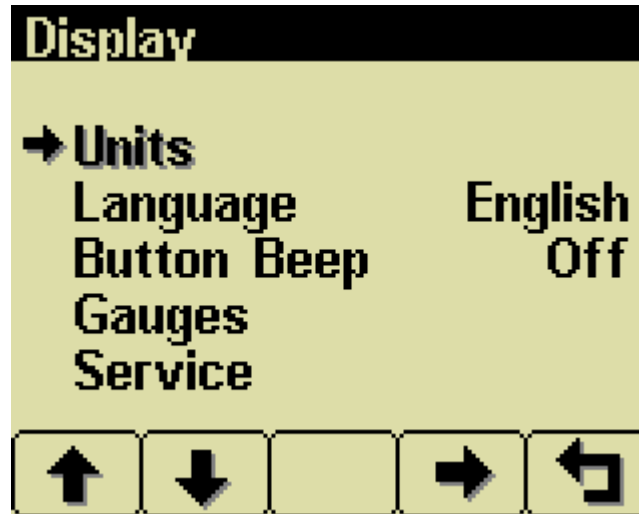 Display
Units
Language English
Button Beep Off
Gauges
Service